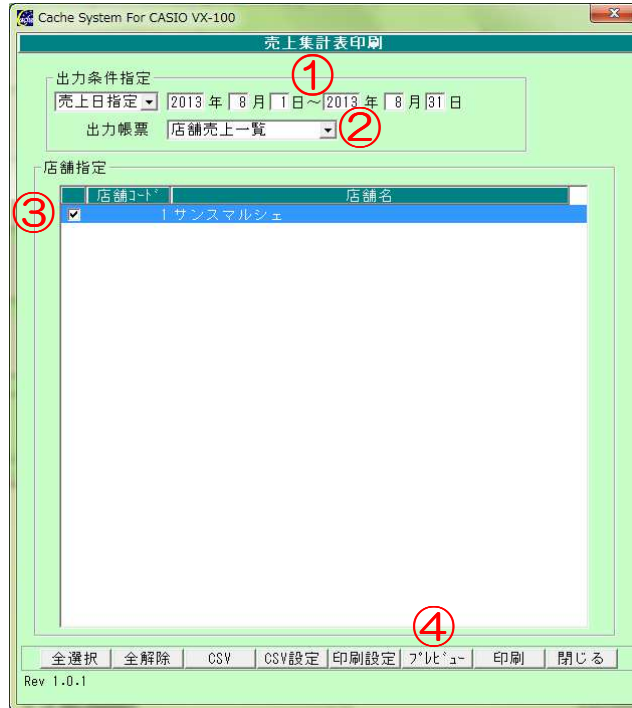 Cache System For CASIO VX-100
売上集計表印刷
①
出力条件指定
売上日指定 2013 年 8 月 1 日～2013 年 8 月 31 日
出力帳票 店舗売上一覧 ②
店舗指定
店舗ｺｰﾄﾞ 店舗名
③ 1 サンスマルシェ
④
全選択 全解除 CSV CSV設定 印刷設定 ﾌﾟﾚﾋﾞｭｰ 印刷 閉じる
Rev 1.0.1